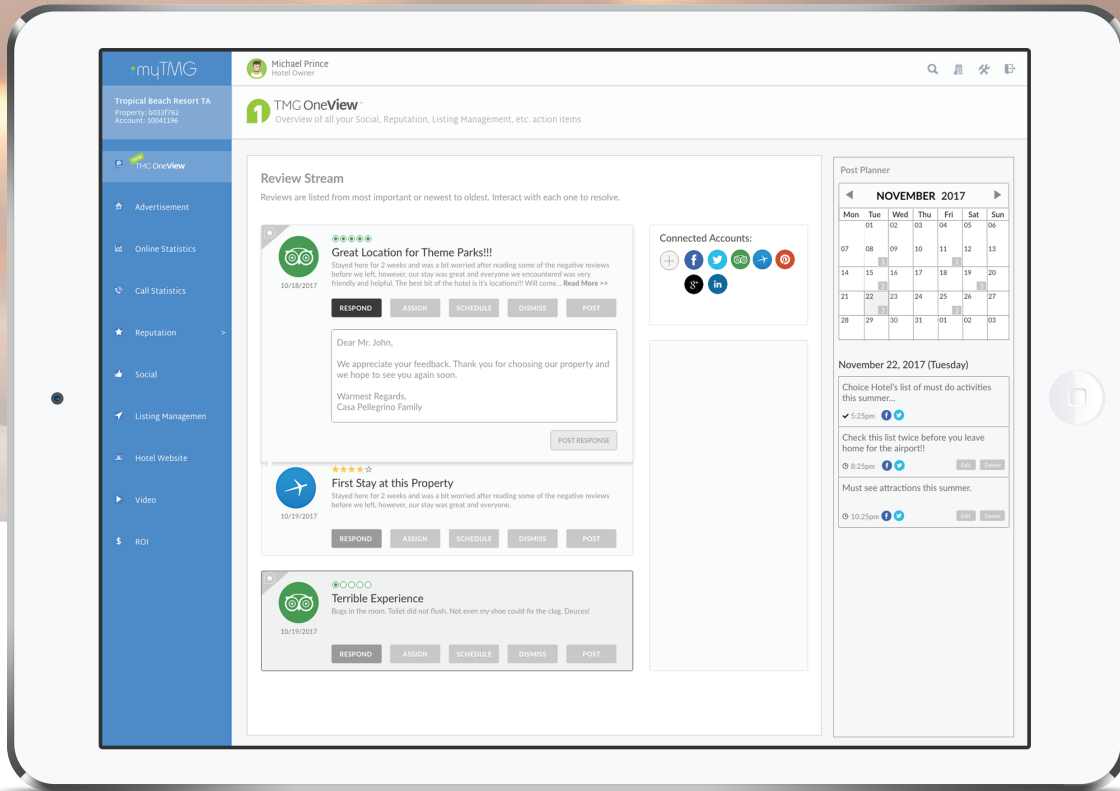 myTMG
Tropical Beach Resort TA
Property: b033f762
Account: 10041196
TMG OneView
Advertisement
Online Statistics
Call Statistics
Reputation >
Social
Listing Managemen
Hotel Website
Video
$ ROI
Michael Prince
Hotel Owner
1 TMG OneView
Overview of all your Social, Reputation, Listing Management, etc. action items
Review Stream
Reviews are listed from most important or newest to oldest. Interact with each one to resolve.
Great Location for Theme Parks!!!
Stayed here for 2 weeks and was a bit worried after reading some of the negative reviews
before we left, however, our stay was great and everyone we encountered was very
friendly and helpful. The best bit of the hotel is it's locations!!! Will come... Read More >>
10/18/2017
RESPOND ASSIGN SCHEDULE DISMISS POST
Dear Mr. John,
We appreciate your feedback. Thank you for choosing our property and
we hope to see you again soon.
Warmest Regards,
Casa Pellegrino Family
POST RESPONSE
First Stay at this Property
Stayed here for 2 weeks and was a bit worried after reading some of the negative reviews
before we left, however, our stay was great and everyone.
10/19/2017
RESPOND ASSIGN SCHEDULE DISMISS POST
Terrible Experience
Bugs in the room. Toilet did not flush. Not even my shoe could fix the clog. Deuces!
10/19/2017
RESPOND ASSIGN SCHEDULE DISMISS POST
Connected Accounts:
f
g+ in
Post Planner
NOVEMBER 2017
Mon Tue Wed Thu Fri Sat Sun
01 02 03 04 05 06
07 08 09 10 11 12 13
1 1
14 15 16 17 18 19 20
2 3
21 22 23 24 25 26 27
3 3
28 29 30 31 01 02 03
November 22, 2017 (Tuesday)
Choice Hotel's list of must do activities
this summer...
5:25pm f
Check this list twice before you leave
home for the airport!!
8:25pm f Edit Delete
Must see attractions this summer.
10:25pm f Edit Delete